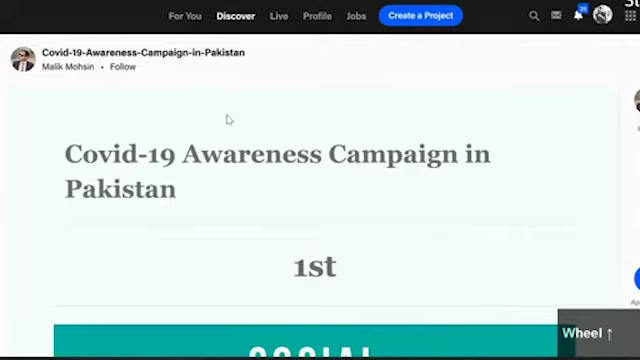 For You Discover Live Profile Jobs Create a Project
Covid-19-Awareness-Campaign-in-Pakistan
Malik Mohsin • Follow
Covid-19 Awareness Campaign in
Pakistan
1st
SOCIAL
Wheel ↑